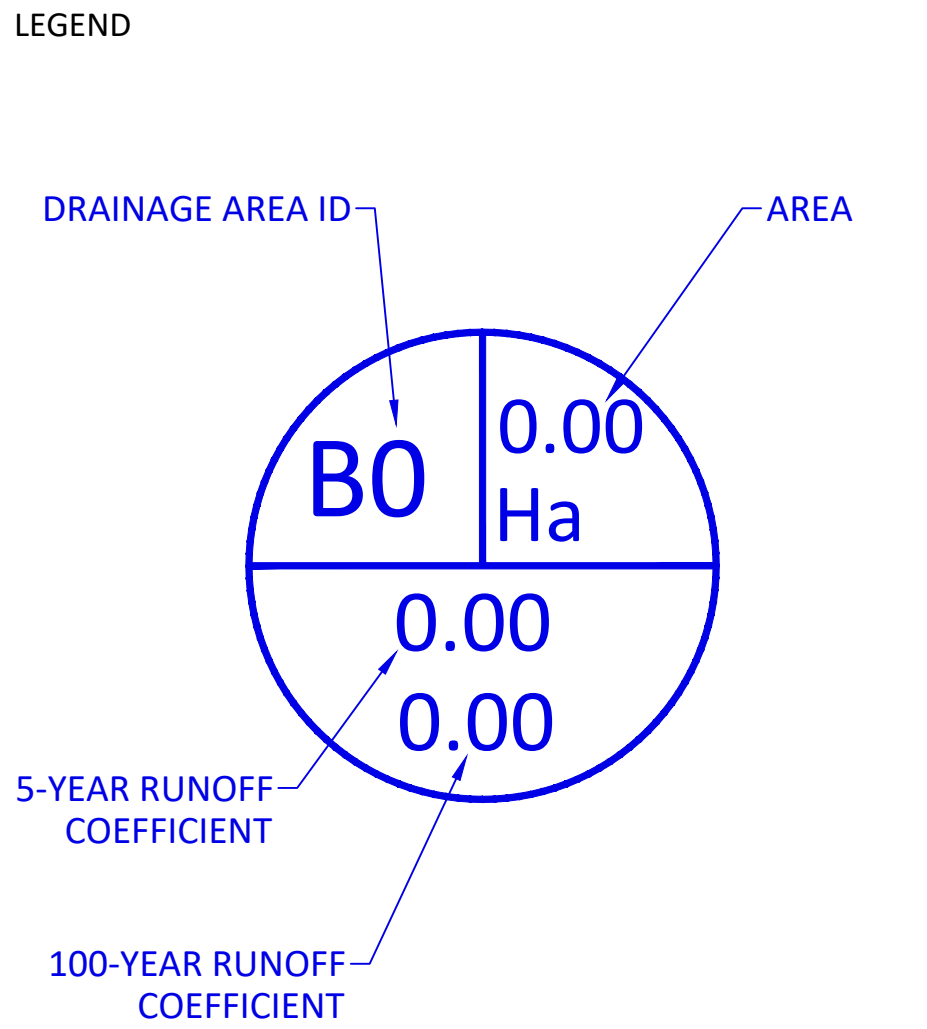 LEGEND
DRAINAGE AREA ID
AREA
B0
0.00
Ha
0.00
0.00
5-YEAR RUNOFF
COEFFICIENT
100-YEAR RUNOFF
COEFFICIENT